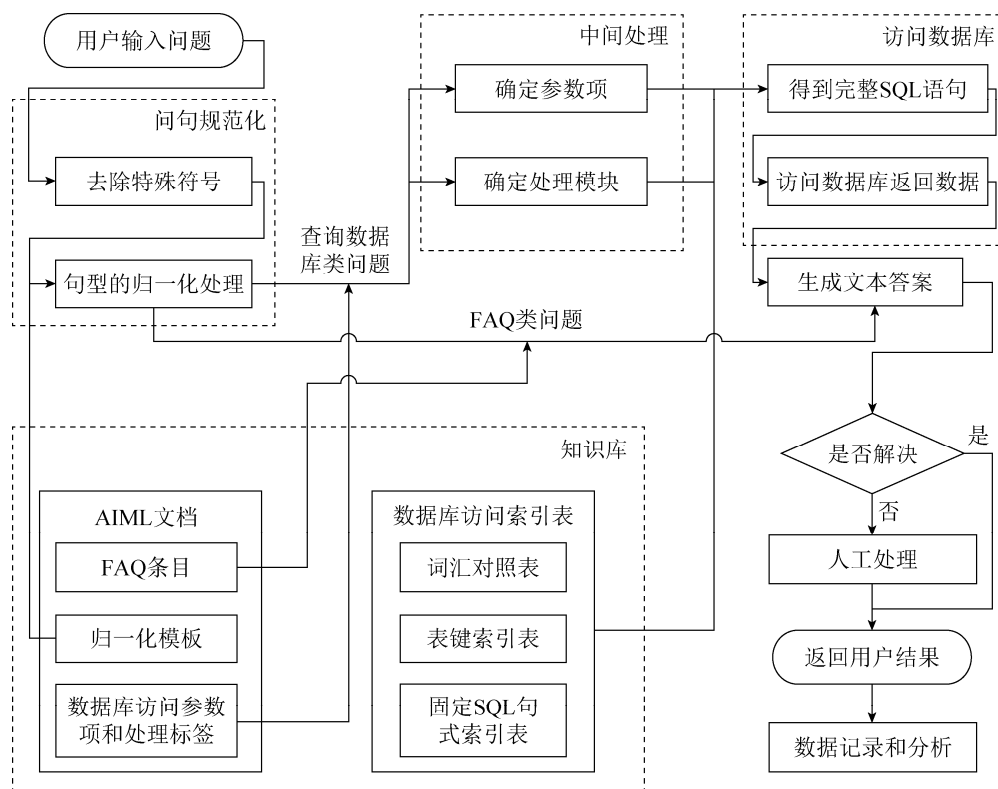 用户输入问题
问句规范化
去除特殊符号
句型的归一化处理
查询数据
库类问题
FAQ类问题
中间处理
确定参数项
确定处理模块
访问数据库
得到完整SQL语句
访问数据库返回数据
生成文本答案
是否解决
是
否
人工处理
返回用户结果
数据记录和分析
知识库
AIML文档
FAQ条目
归一化模板
数据库访问参数
项和处理标签
数据库访问索引表
词汇对照表
表键索引表
固定SQL句
式索引表